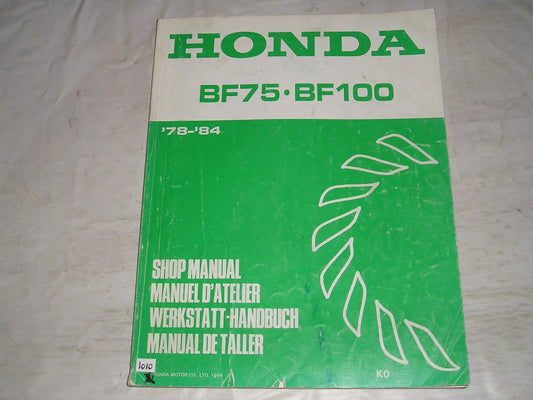 HONDA
BF75·BF100
'78-'84
SHOP MANUAL
MANUEL D'ATELIER
WERKSTATT-HANDBUCH
MANUAL DE TALLER
1010
HONDA MOTOR CO., LTD. 1984
KO